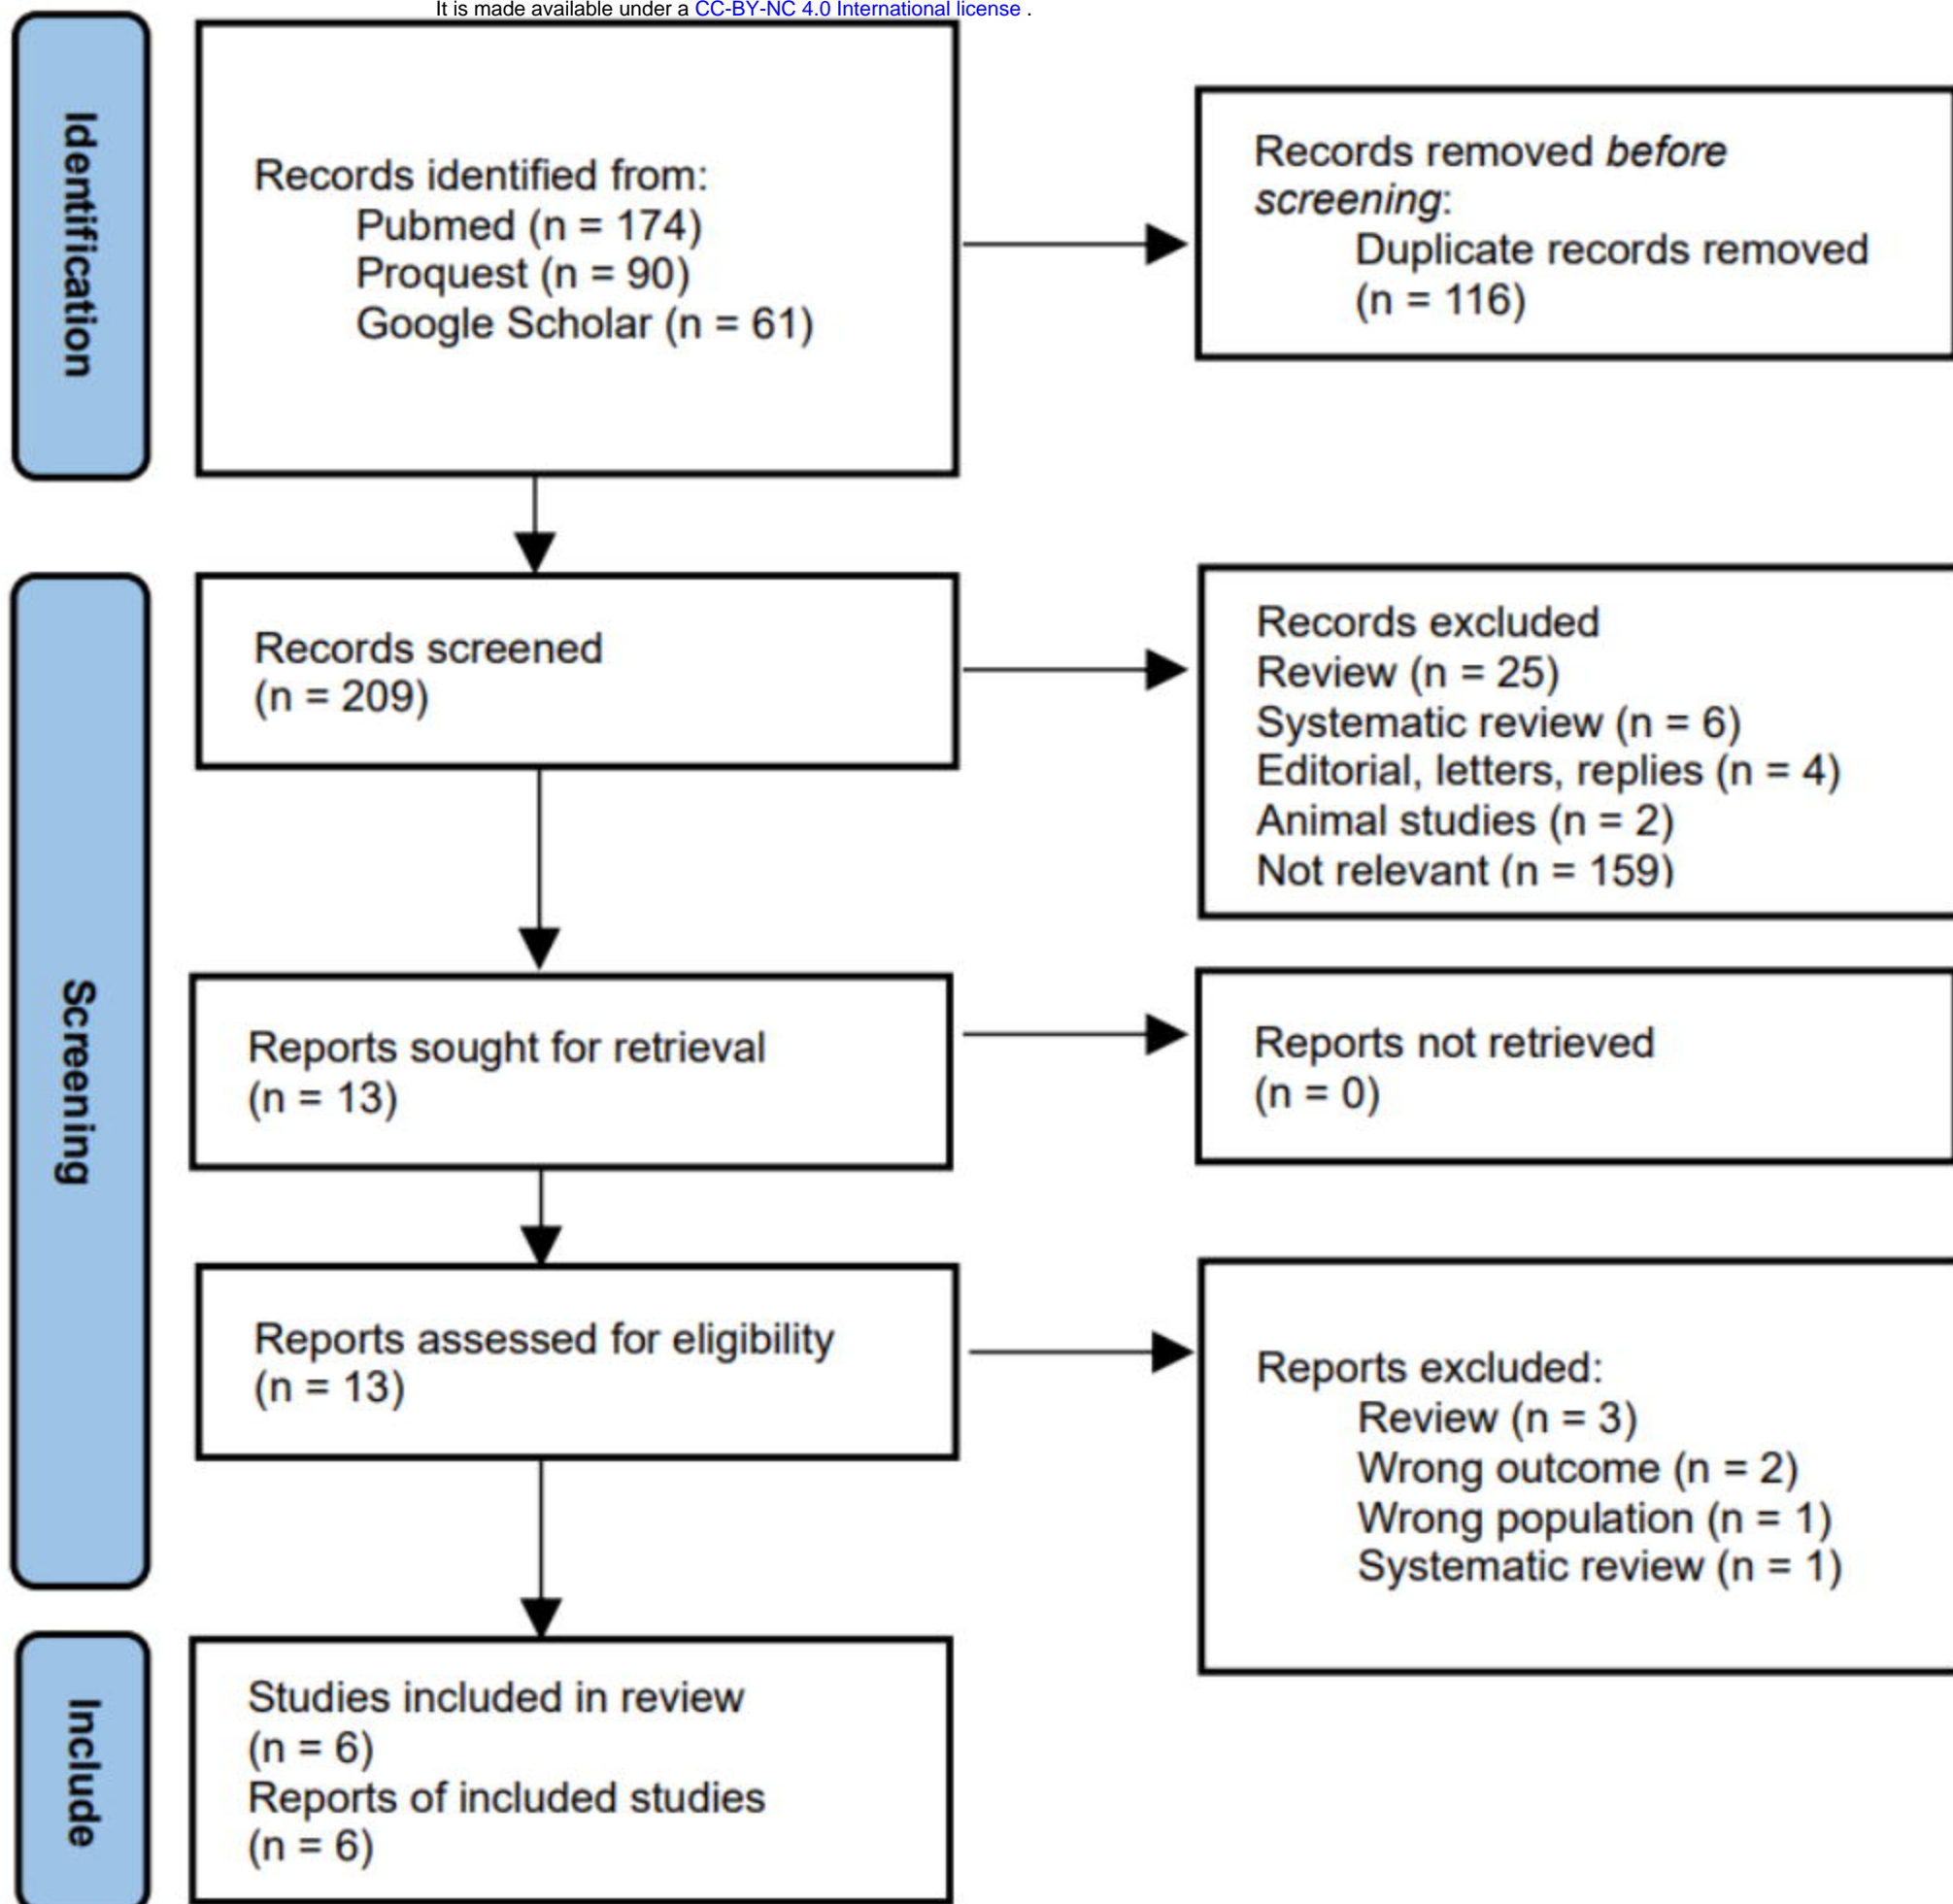 It is made available under a CC-BY-NC 4.0 International license .
Identification
Records identified from:
Pubmed (n = 174)
Proquest (n = 90)
Google Scholar (n = 61)
Records removed before
screening:
Duplicate records removed
(n = 116)
Screening
Records screened
(n = 209)
Records excluded
Review (n = 25)
Systematic review (n = 6)
Editorial, letters, replies (n = 4)
Animal studies (n = 2)
Not relevant (n = 159)
Reports sought for retrieval
(n = 13)
Reports not retrieved
(n = 0)
Reports assessed for eligibility
(n = 13)
Reports excluded:
Review (n = 3)
Wrong outcome (n = 2)
Wrong population (n = 1)
Systematic review (n = 1)
Include
Studies included in review
(n = 6)
Reports of included studies
(n = 6)